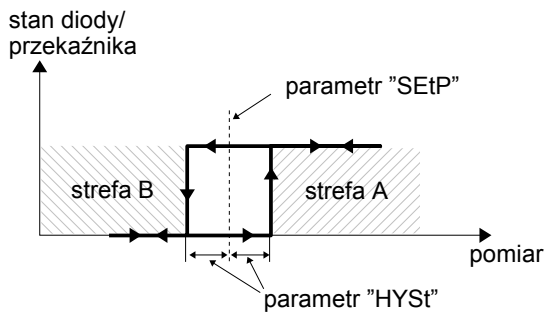 stan diody/
przekaźnika
parametr "SEtP"
strefa B
strefa A
pomiar
parametr "HYSt"